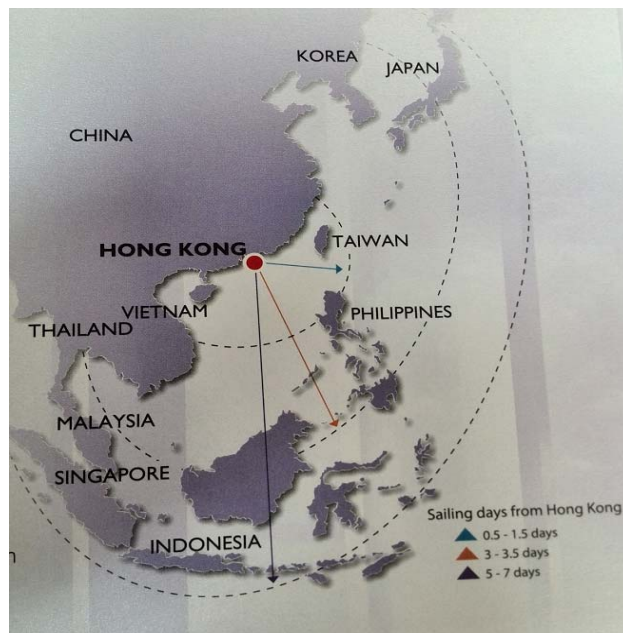 KOREA
JAPAN
CHINA
HONG KONG
TAIWAN
VIETNAM
PHILIPPINES
THAILAND
MALAYSIA
SINGAPORE
INDONESIA
Sailing days from Hong Kong
0.5 - 1.5 days
3 - 3.5 days
5 - 7 days